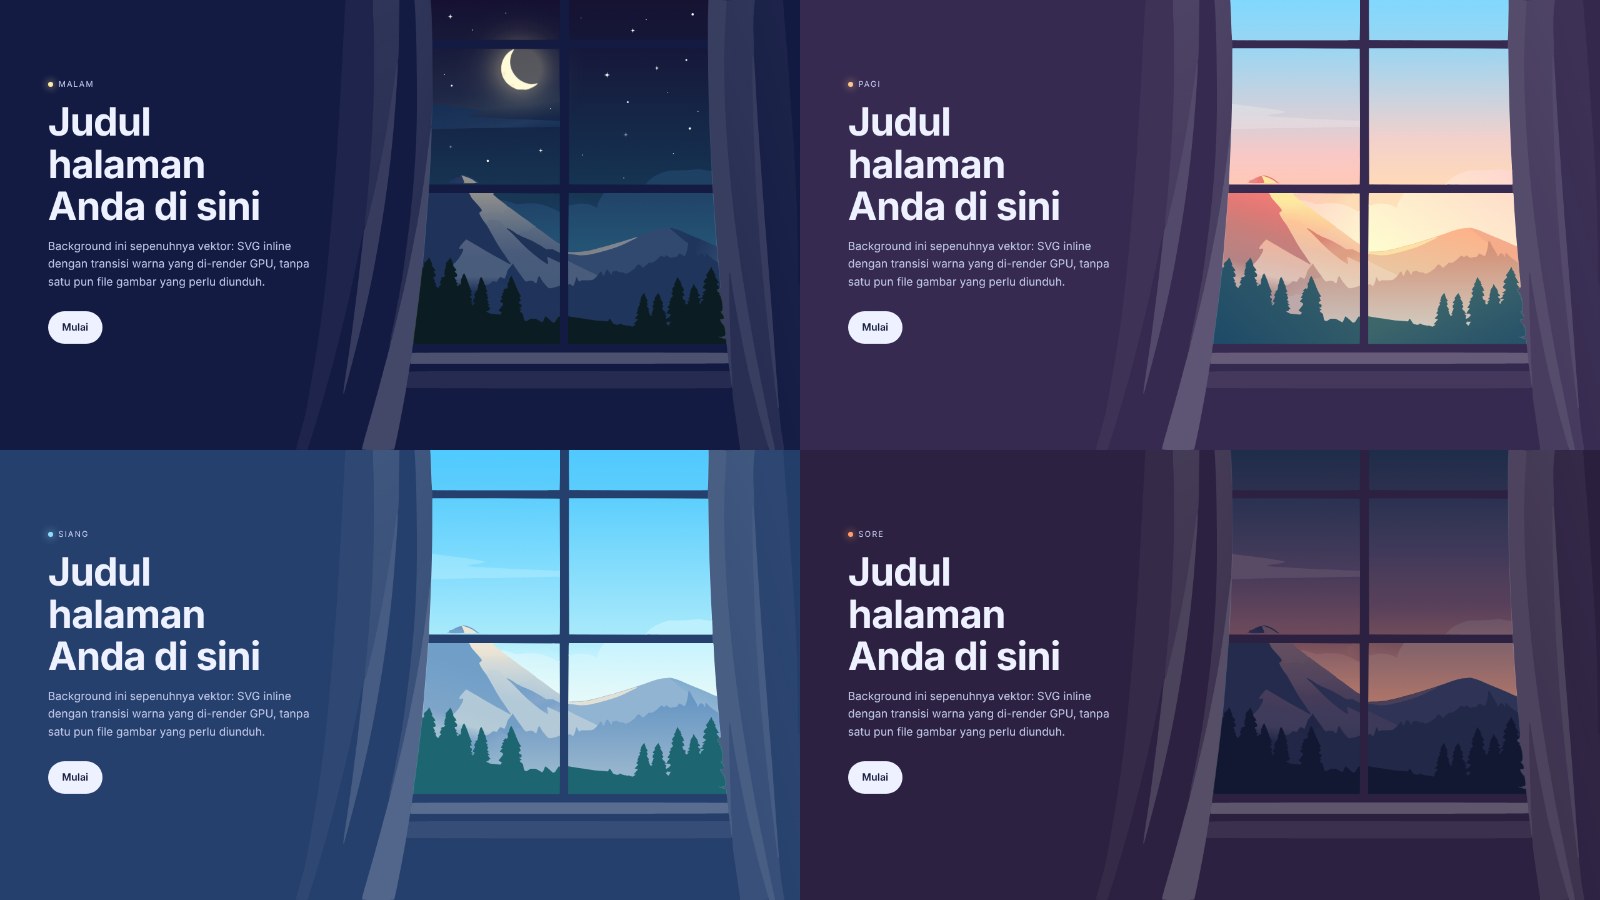 MALAM
Judul
halaman
Anda di sini
Background ini sepenuhnya vektor: SVG inline
dengan transisi warna yang di-render GPU, tanpa
satu pun file gambar yang perlu diunduh.
Mulai
PAGI
Judul
halaman
Anda di sini
Background ini sepenuhnya vektor: SVG inline
dengan transisi warna yang di-render GPU, tanpa
satu pun file gambar yang perlu diunduh.
Mulai
SIANG
Judul
halaman
Anda di sini
Background ini sepenuhnya vektor: SVG inline
dengan transisi warna yang di-render GPU, tanpa
satu pun file gambar yang perlu diunduh.
Mulai
SORE
Judul
halaman
Anda di sini
Background ini sepenuhnya vektor: SVG inline
dengan transisi warna yang di-render GPU, tanpa
satu pun file gambar yang perlu diunduh.
Mulai